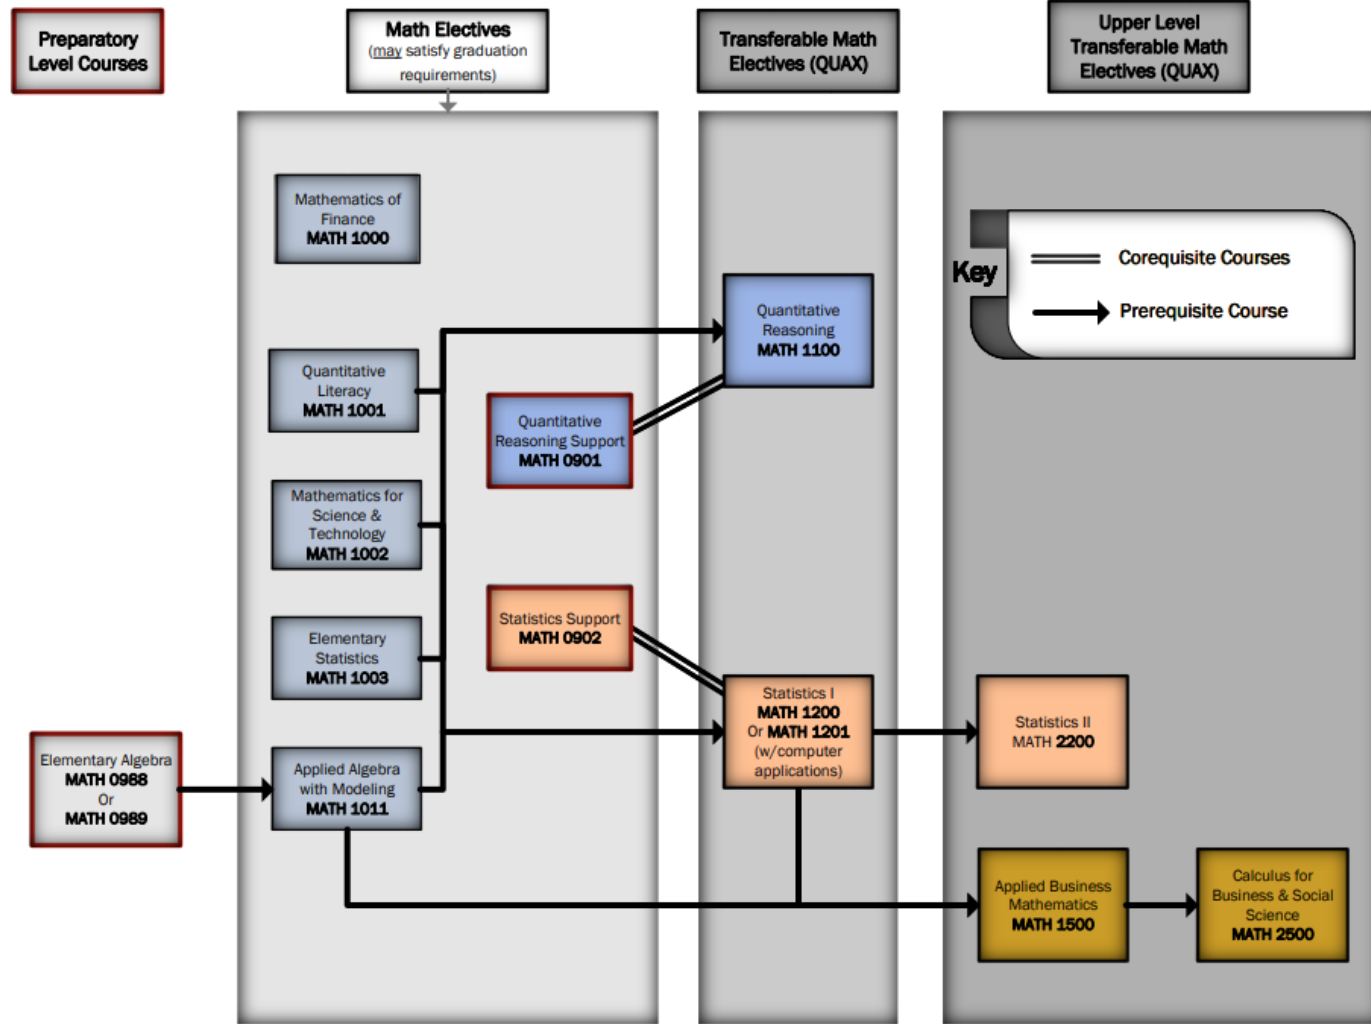 Preparatory
Level Courses
Math Electives
(may satisfy graduation
requirements)
Transferable Math
Electives (QUAX)
Upper Level
Transferable Math
Electives (QUAX)
Mathematics of
Finance
MATH 1000
Key
Corequisite Courses
Prerequisite Course
Quantitative
Reasoning
MATH 1100
Quantitative
Literacy
MATH 1001
Quantitative
Reasoning Support
MATH 0901
Mathematics for
Science &
Technology
MATH 1002
Statistics Support
MATH 0902
Elementary
Statistics
MATH 1003
Statistics I
MATH 1200
Or MATH 1201
(w/computer
applications)
Statistics II
MATH 2200
Elementary Algebra
MATH 0988
Or
MATH 0989
Applied Algebra
with Modeling
MATH 1011
Applied Business
Mathematics
MATH 1500
Calculus for
Business & Social
Science
MATH 2500